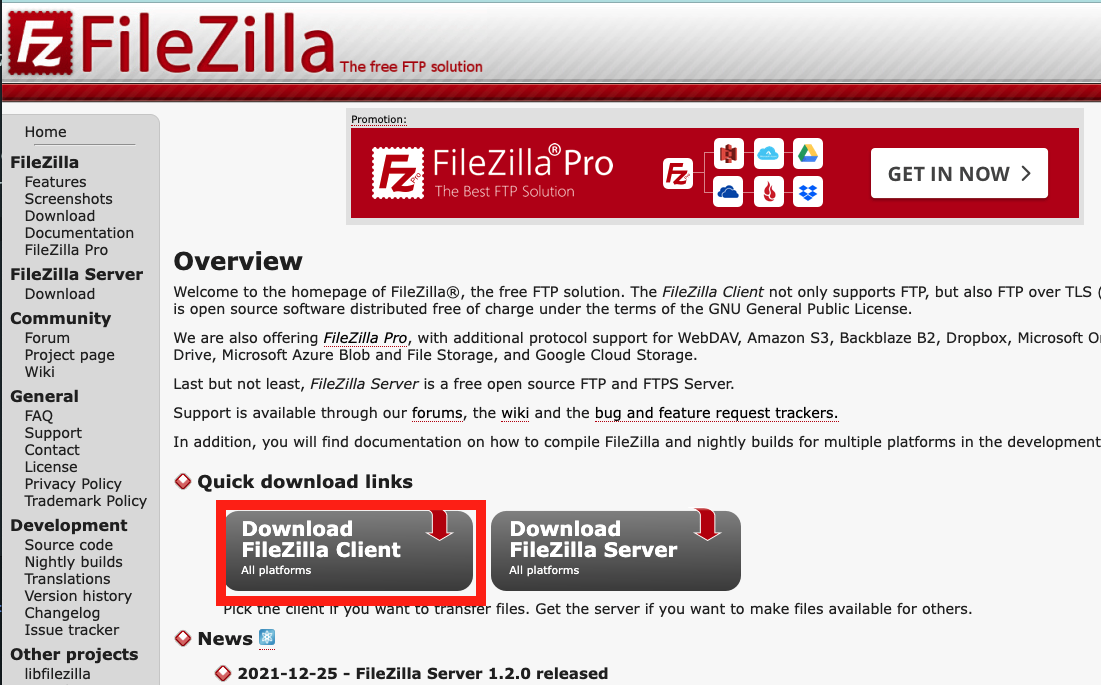 Fz FileZilla The free FTP solution
Home
FileZilla
Features
Screenshots
Download
Documentation
FileZilla Pro
FileZilla Server
Download
Community
Forum
Project page
Wiki
General
FAQ
Support
Contact
License
Privacy Policy
Trademark Policy
Development
Source code
Nightly builds
Translations
Version history
Changelog
Issue tracker
Other projects
libfilezilla
Promotion:
Fz Pro
FileZilla®Pro
The Best FTP Solution
Fz
GET IN NOW >
Overview
Welcome to the homepage of FileZilla®, the free FTP solution. The FileZilla Client not only supports FTP, but also FTP over TLS (
is open source software distributed free of charge under the terms of the GNU General Public License.
We are also offering FileZilla Pro, with additional protocol support for WebDAV, Amazon S3, Backblaze B2, Dropbox, Microsoft
Drive, Microsoft Azure Blob and File Storage, and Google Cloud Storage.
Last but not least, FileZilla Server is a free open source FTP and FTPS Server.
Support is available through our forums, the wiki and the bug and feature request trackers.
In addition, you will find documentation on how to compile FileZilla and nightly builds for multiple platforms in the development
Quick download links
Download
FileZilla Client
All platforms
Download
FileZilla Server
All platforms
Pick the client if you want to transfer files. Get the server if you want to make files available for others.
News
2021-12-25 - FileZilla Server 1.2.0 released